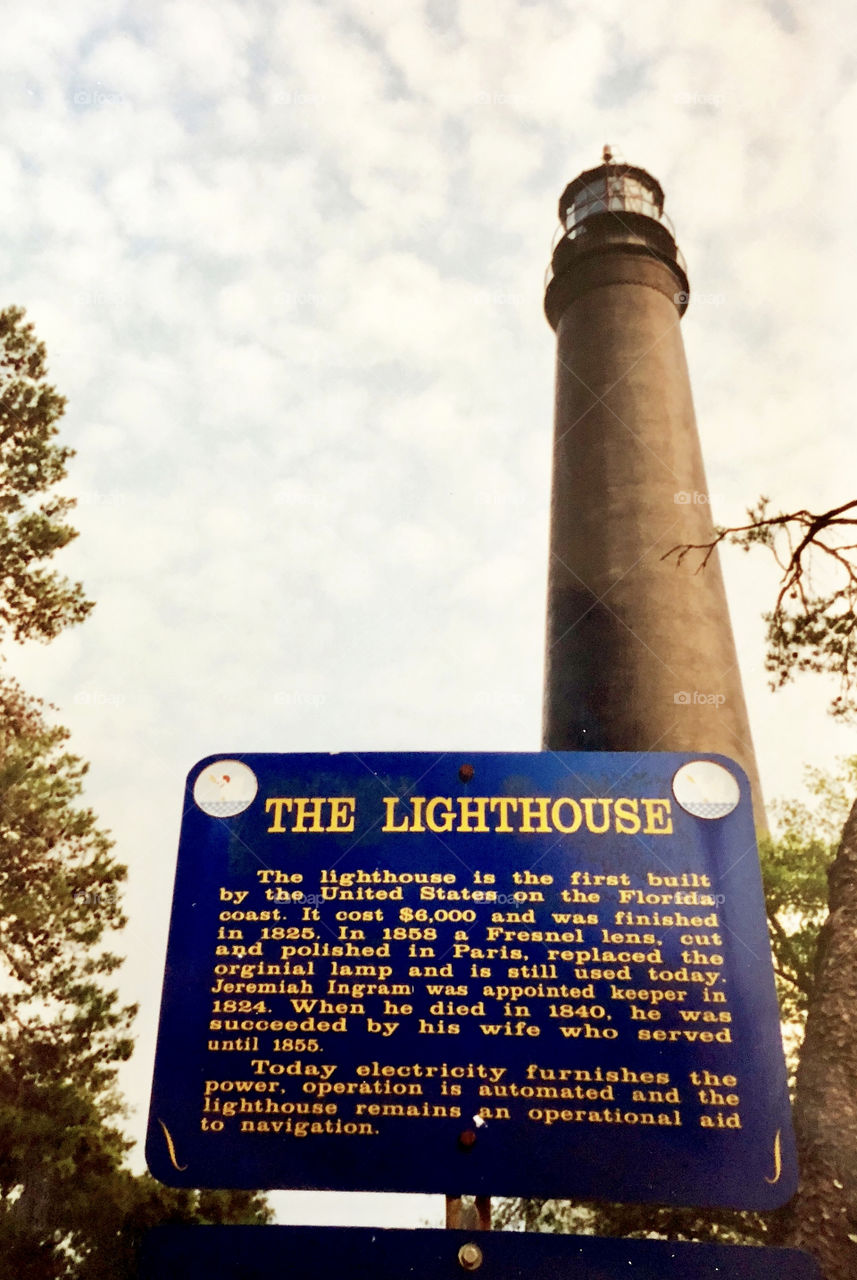 THE LIGHTHOUSE
The lighthouse is the first built
by the United States on the Florida
coast. It cost $6,000 and was finished
in 1825. In 1858 a Fresnel lens, cut
and polished in Paris, replaced the
orginial lamp and is still used today.
Jeremiah Ingram was appointed keeper in
1824. When he died in 1840, he was
succeeded by his wife who served
until 1855.
Today electricity furnishes the
power, operation is automated and the
lighthouse remains an operational aid
to navigation.